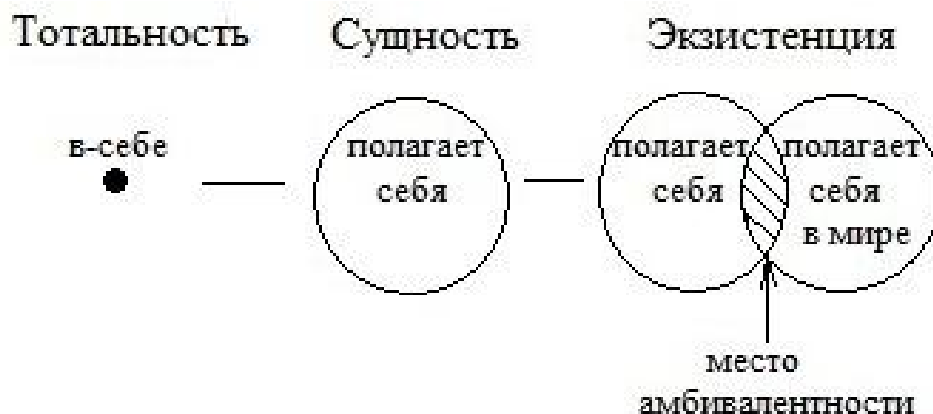 Тотальность Сущность Экзистенция
в-себе
полагает
себя
полагает
себя
полагает
себя
в мире
место
амбивалентности